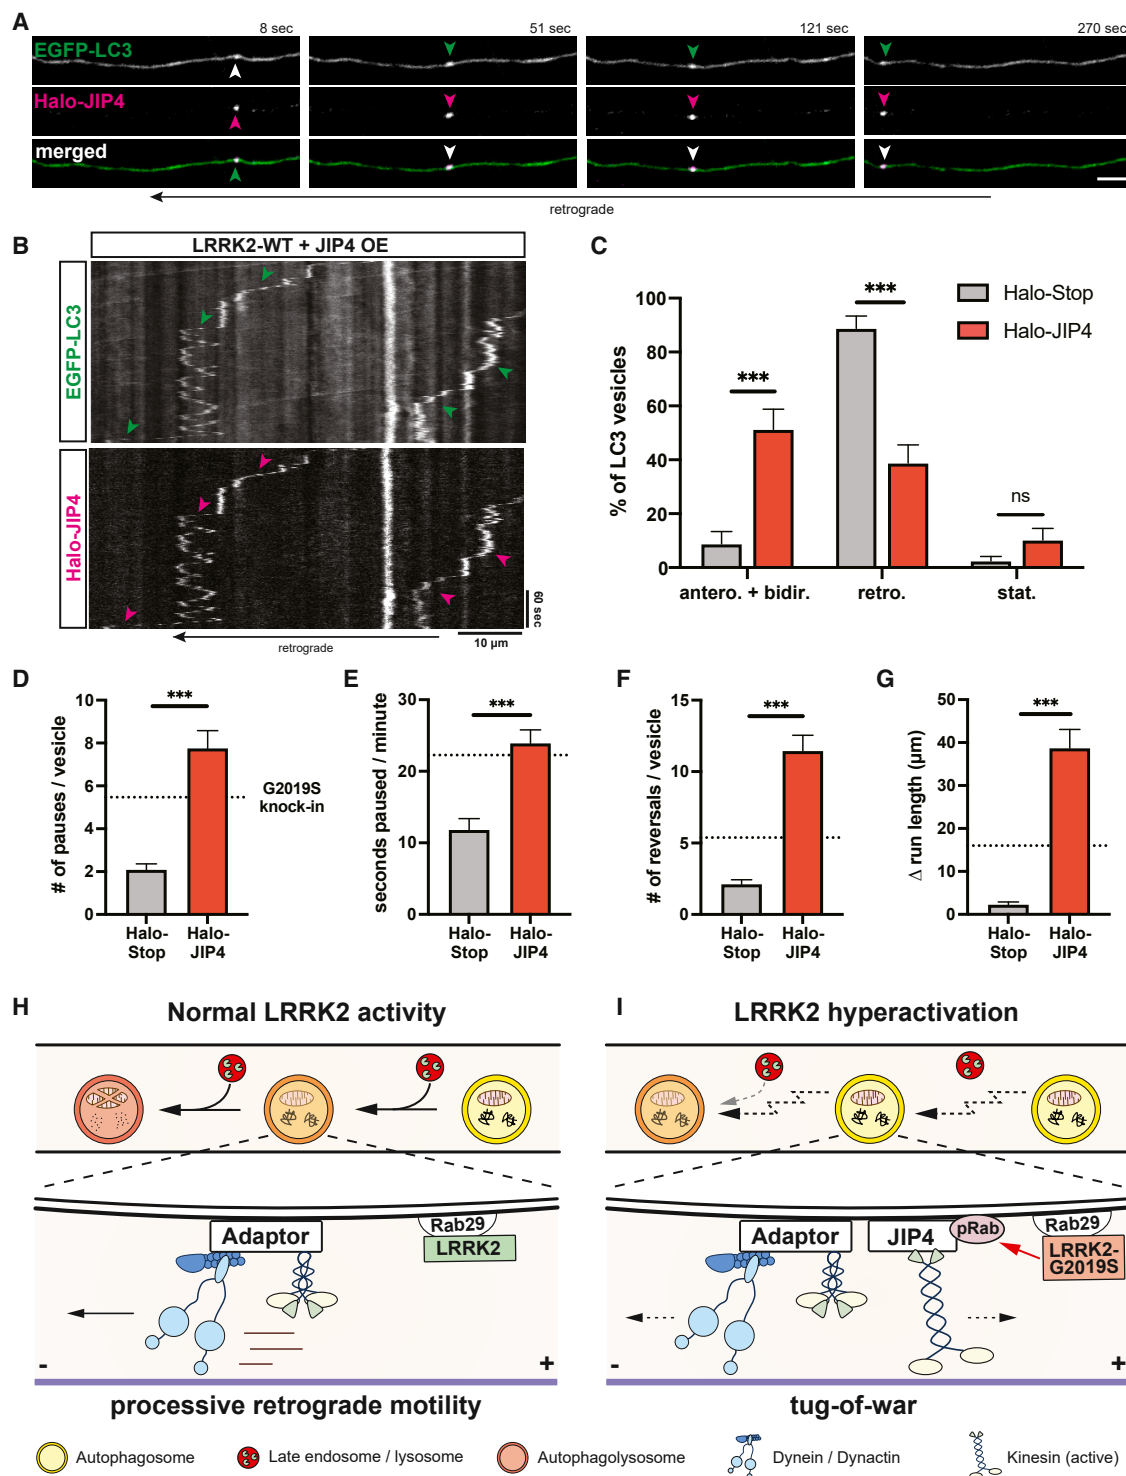 A
8 sec
51 sec
121 sec
270 sec
EGFP-LC3
Halo-JIP4
merged
retrograde
B
LRRK2-WT + JIP4 OE
EGFP-LC3
Halo-JIP4
60 sec
10 µm
retrograde
C
% of LC3 vesicles
100
80
60
40
20
0
***
***
ns
Halo-Stop
Halo-JIP4
antero. + bidir.
retro.
stat.
D
# of pauses / vesicle
10
8
6
4
2
0
***
G2019S
knock-in
Halo-
Stop
Halo-
JIP4
E
seconds paused / minute
30
20
10
0
***
Halo-
Stop
Halo-
JIP4
F
# of reversals / vesicle
15
10
5
0
***
Halo-
Stop
Halo-
JIP4
G
Δ run length (µm)
50
40
30
20
10
0
***
Halo-
Stop
Halo-
JIP4
H
Normal LRRK2 activity
Adaptor
Rab29
LRRK2
-
+
processive retrograde motility
I
LRRK2 hyperactivation
Adaptor
JIP4
pRab
Rab29
LRRK2-
G2019S
-
+
tug-of-war
Autophagosome
Late endosome / lysosome
Autophagolysosome
Dynein / Dynactin
Kinesin (active)